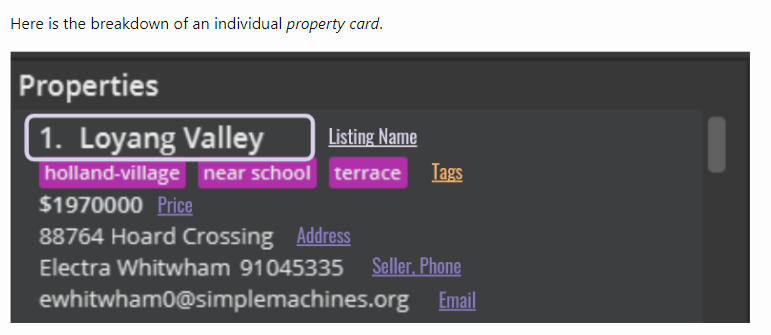 Here is the breakdown of an individual property card.
Properties
1. Loyang Valley Listing Name
holland-village near school terrace Tags
$1970000 Price
88764 Hoard Crossing Address
Electra Whitwham 91045335 Seller, Phone
ewhitwham0@simplemachines.org Email